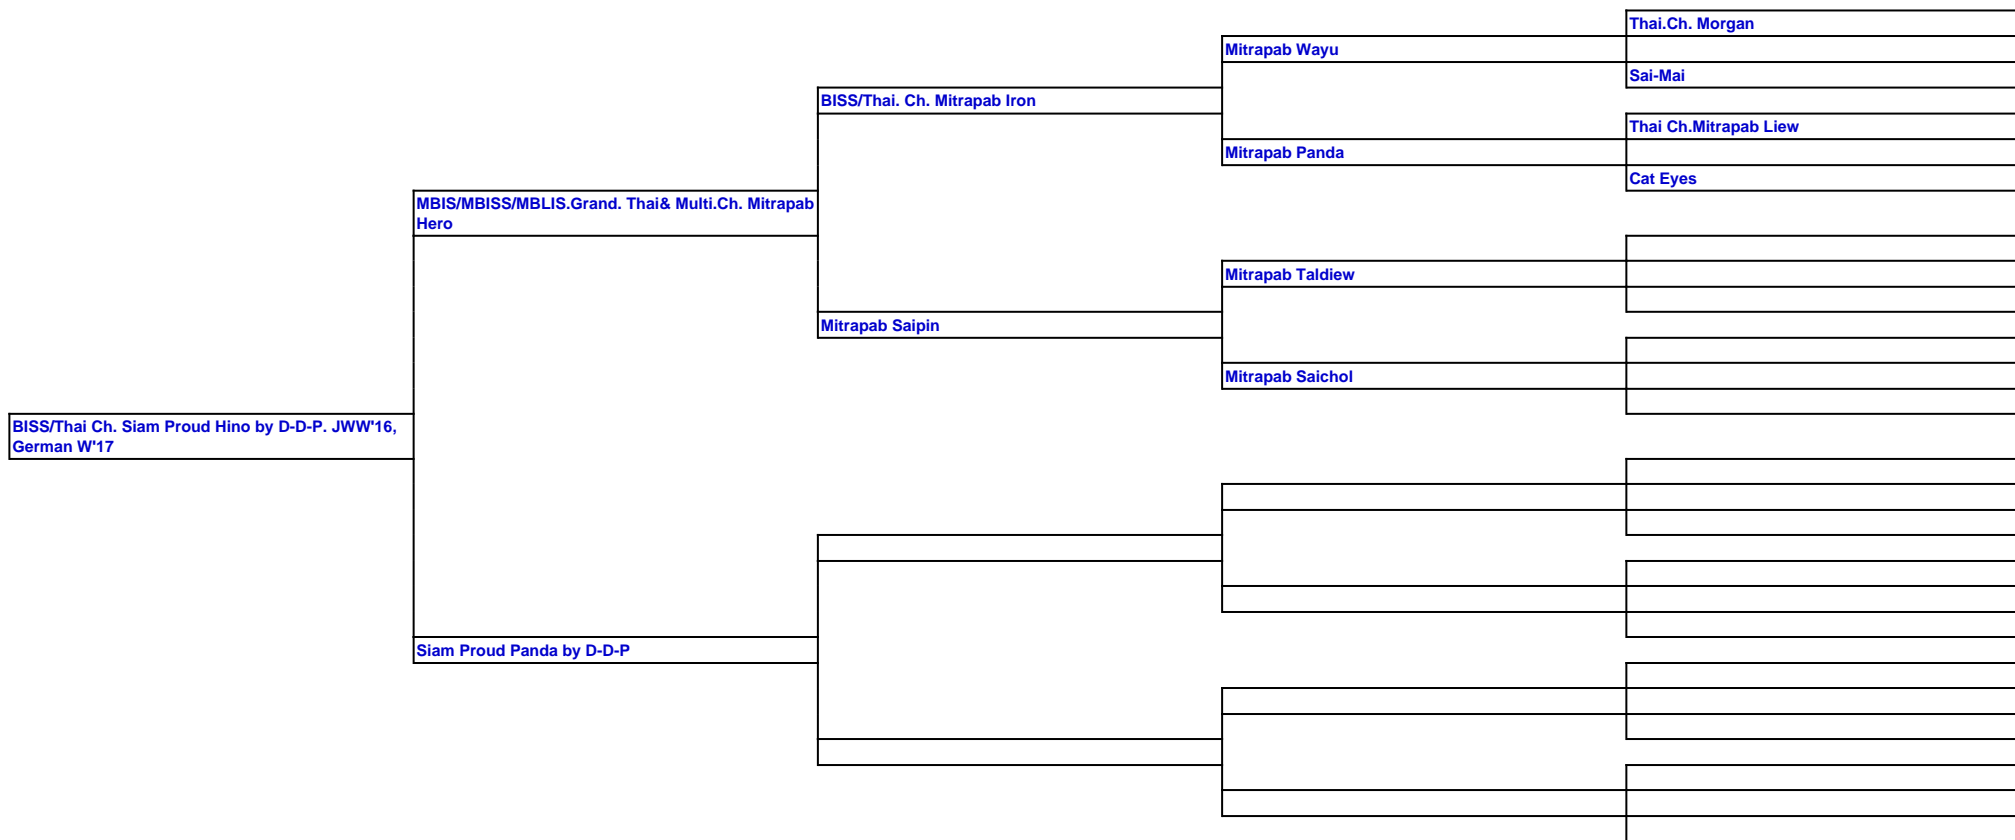 Thai.Ch. Morgan
Mitrapab Wayu
Sai-Mai
BISS/Thai. Ch. Mitrapab Iron
Thai Ch.Mitrapab Liew
Mitrapab Panda
Cat Eyes
MBIS/MBISS/MBLIS.Grand. Thai& Multi.Ch. Mitrapab
Hero
Mitrapab Taldiew
Mitrapab Saipin
Mitrapab Saichol
BISS/Thai Ch. Siam Proud Hino by D-D-P. JWW'16,
German W'17
Siam Proud Panda by D-D-P